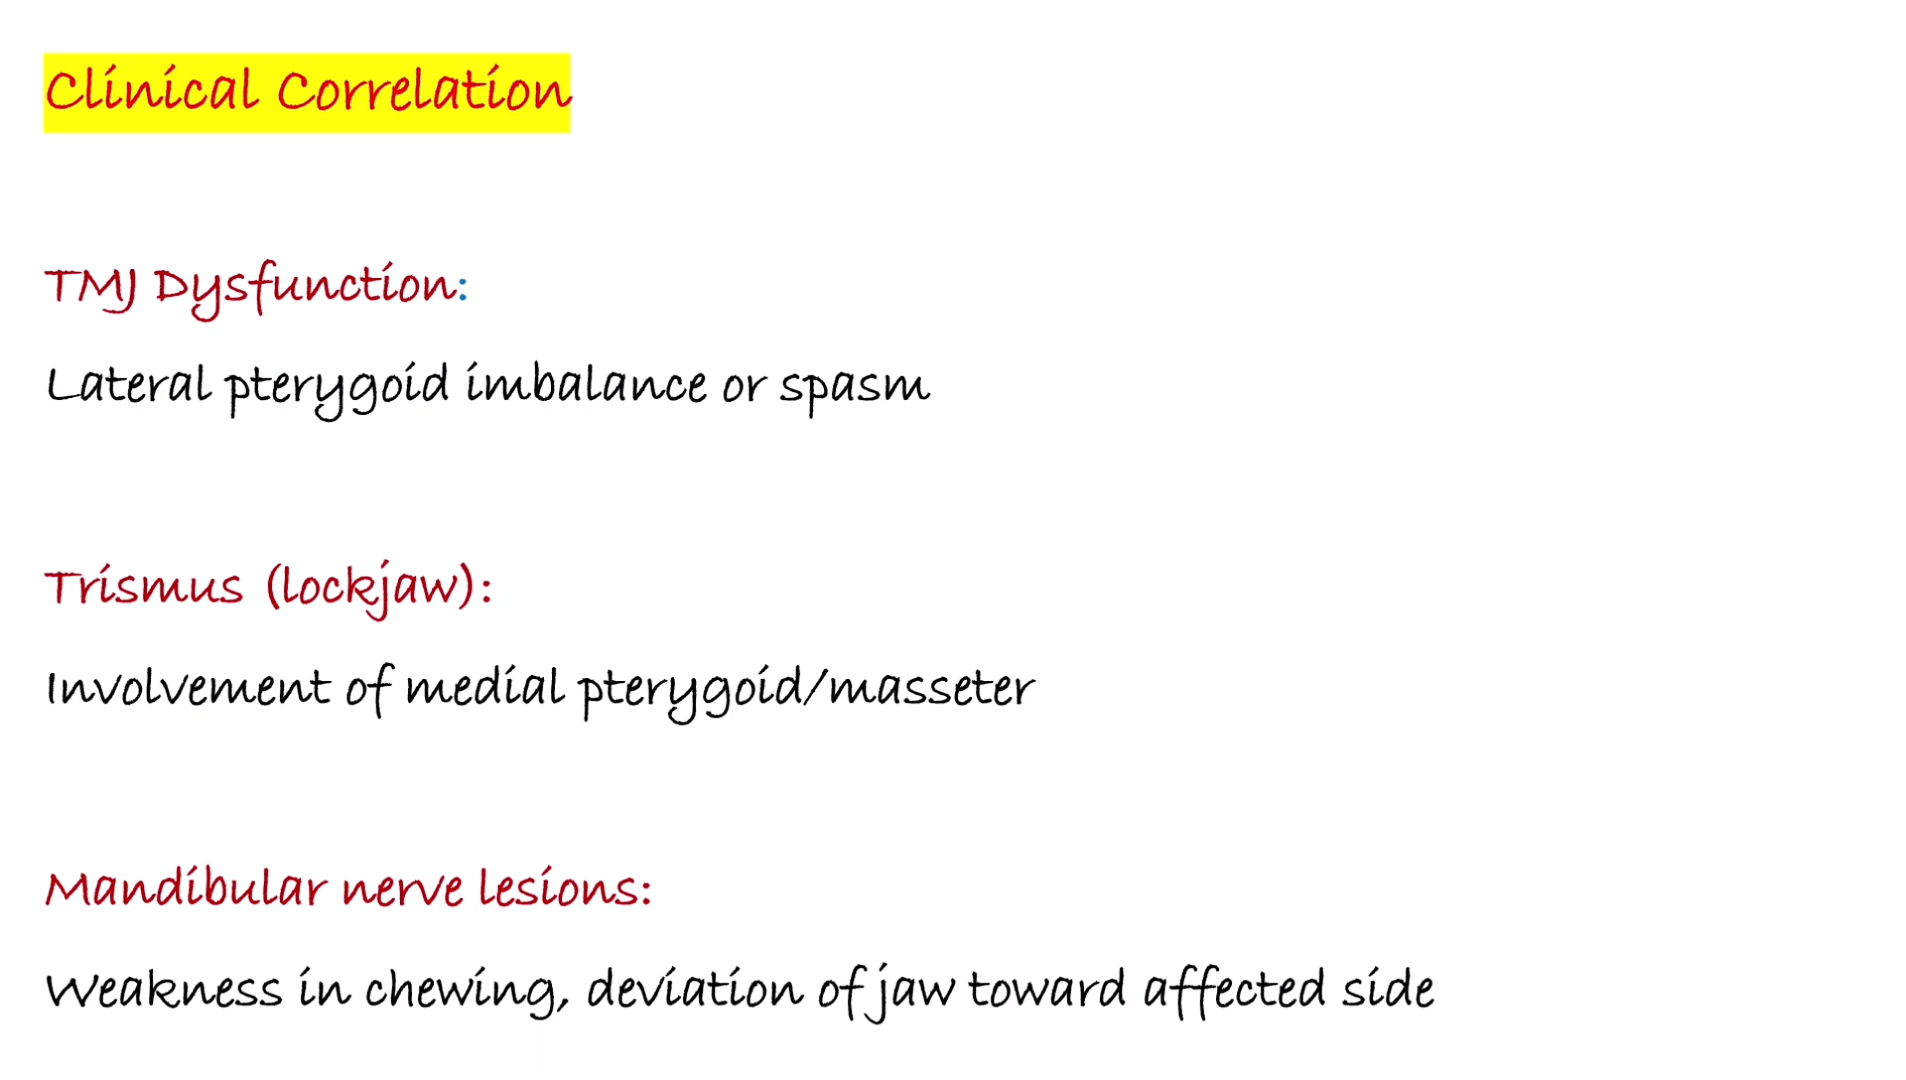 Clinical Correlation
TMJ Dysfunction:
Lateral pterygoid imbalance or spasm
Trismus (lockjaw):
Involvement of medial pterygoid/masseter
Mandibular nerve lesions:
Weakness in chewing, deviation of jaw toward affected side